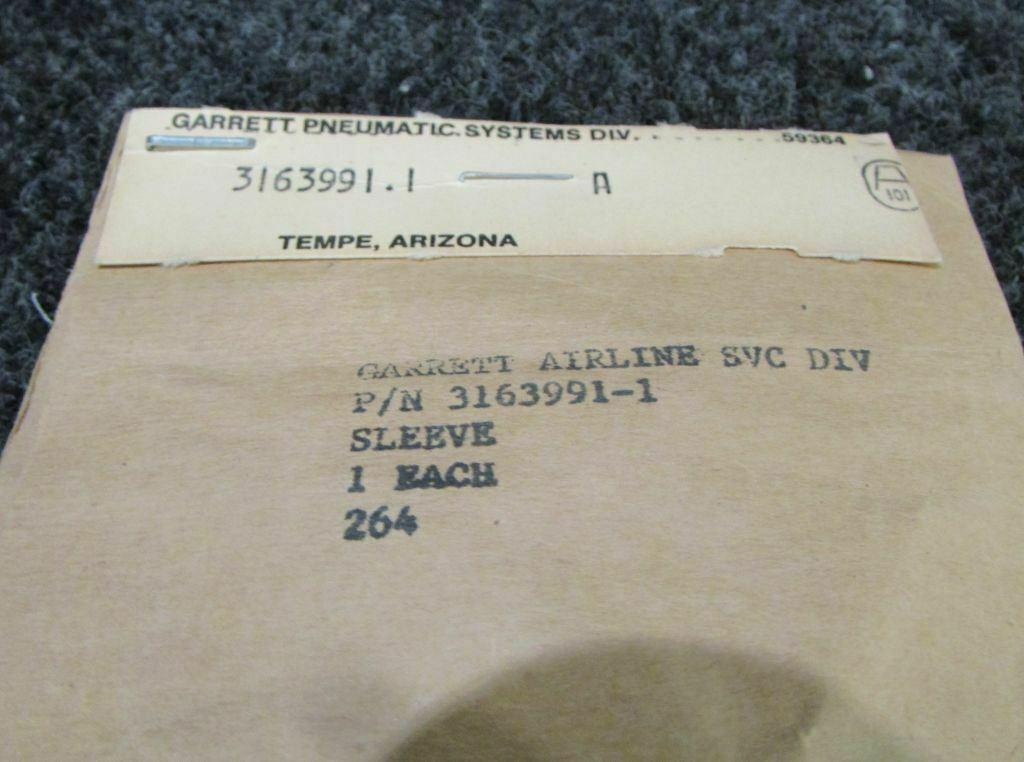 GARRETT PNEUMATIC SYSTEMS DIV. 59364
3163991.1 A
A
101
TEMPE, ARIZONA
GARRETT AIRLINE SVC DIV
P/N 3163991-1
SLEEVE
1 EACH
264